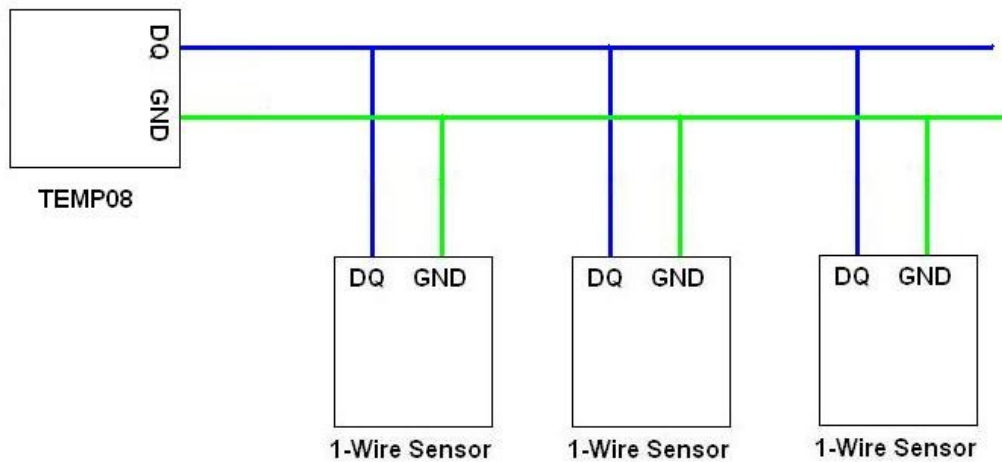 DQ
GND
TEMP08
DQ GND
DQ GND
DQ GND
1-Wire Sensor
1-Wire Sensor
1-Wire Sensor